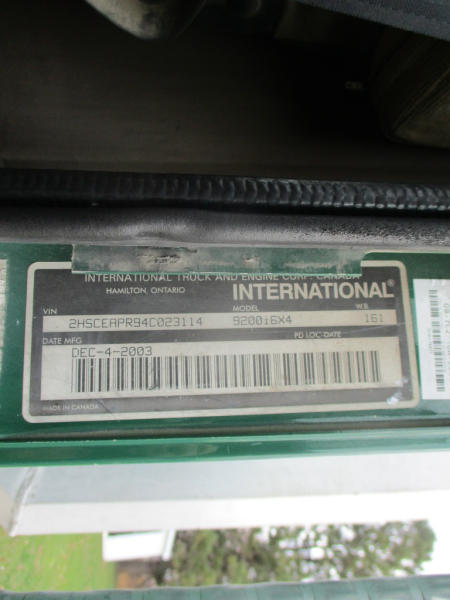 INTERNATIONAL TRUCK AND ENGINE CORP. CANADA
HAMILTON, ONTARIO
INTERNATIONAL®
VIN MODEL WB
2HSCEAPR94C023114 9200i6X4 161
DATE MFG PD LOC-DATE
DEC-4-2003
MADE IN CANADA